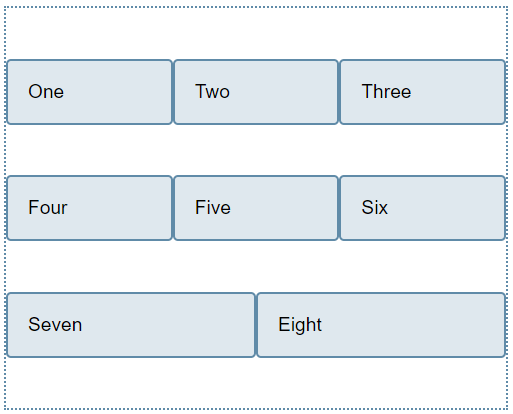 One Two Three
Four Five Six
Seven Eight